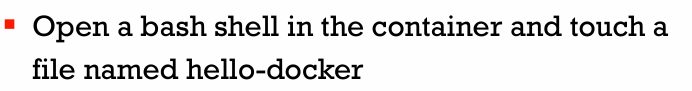 Open a bash shell in the container and touch a
file named hello-docker